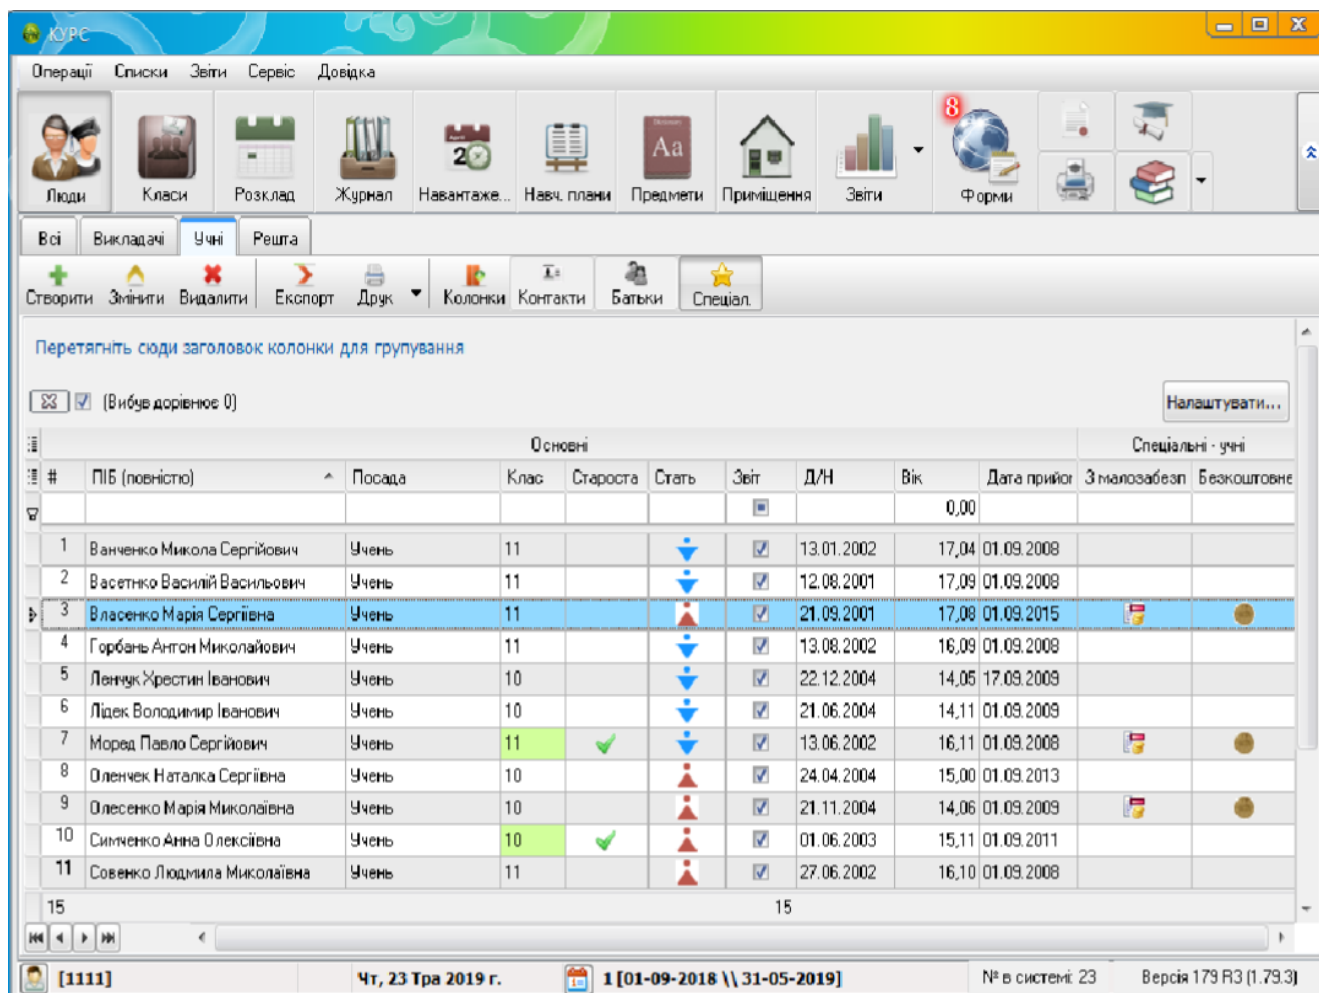 КУРС
Операції Списки Звіти Сервіс Довідка
8
Люди Класи Розклад Журнал Навантаже... Навч. плани Предмети Приміщення Звіти Форми
Всі Викладачі Учні Решта
Створити Змінити Видалити Експорт Друк Колонки Контакти Батьки Спеціал.
Перетягніть сюди заголовок колонки для групування
(Вибув дорівнює 0) Налаштувати...
Основні Спеціальні - учні
# ПІБ (повністю) Посада Клас Староста Стать Звіт Д/Н Вік Дата прийог З малозабезп Безкоштовне
0,00
1 Ванченко Микола Сергійович Учень 11 13.01.2002 17,04 01.09.2008
2 Васетнко Василій Васильович Учень 11 12.08.2001 17,09 01.09.2008
3 Власенко Марія Сергіївна Учень 11 21.09.2001 17,08 01.09.2015
4 Горбань Антон Миколайович Учень 11 13.08.2002 16,09 01.09.2008
5 Ленчук Хрестин Іванович Учень 10 22.12.2004 14,05 17.09.2009
6 Лідек Володимир Іванович Учень 10 21.06.2004 14,11 01.09.2009
7 Моред Павло Сергійович Учень 11 13.06.2002 16,11 01.09.2008
8 Оленчек Наталка Сергіївна Учень 10 24.04.2004 15,00 01.09.2013
9 Олесенко Марія Миколаївна Учень 10 21.11.2004 14,06 01.09.2009
10 Симченко Анна Олексіївна Учень 10 01.06.2003 15,11 01.09.2011
11 Совенко Людмила Миколаївна Учень 11 27.06.2002 16,10 01.09.2008
15 15
[1111] Чт, 23 Тра 2019 г. 1 [01-09-2018 \\ 31-05-2019] № в системі: 23 Версія 179 R3 (1.79.3)